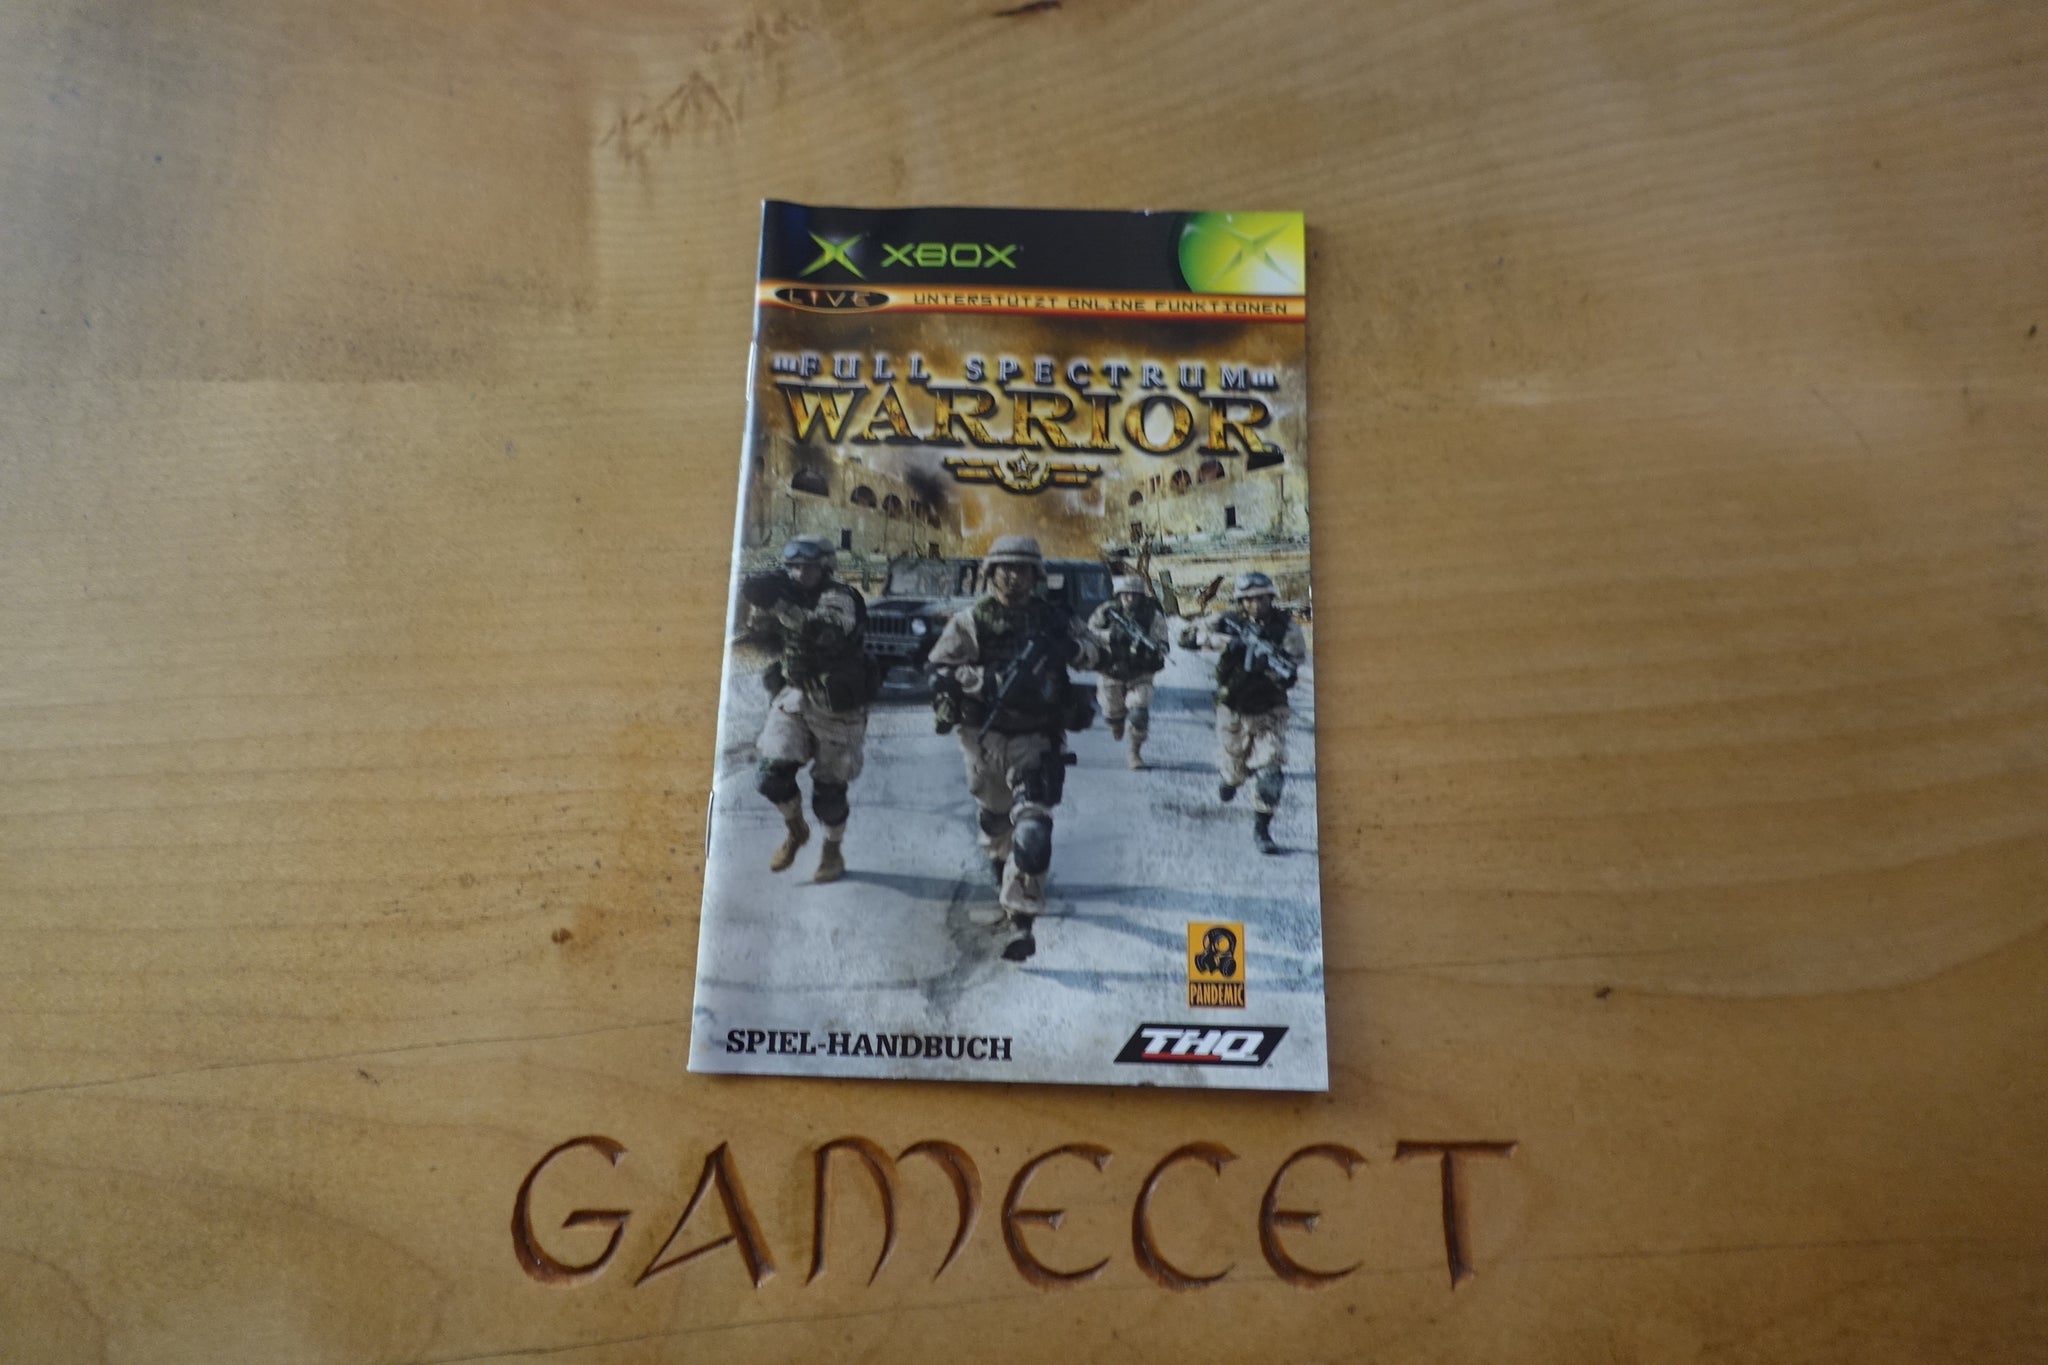 XBOX
LIVE UNTERSTÜTZT ONLINE FUNKTIONEN
FULL SPECTRUM
WARRIOR
PANDEMIC
SPIEL-HANDBUCH THQ
GAMECET